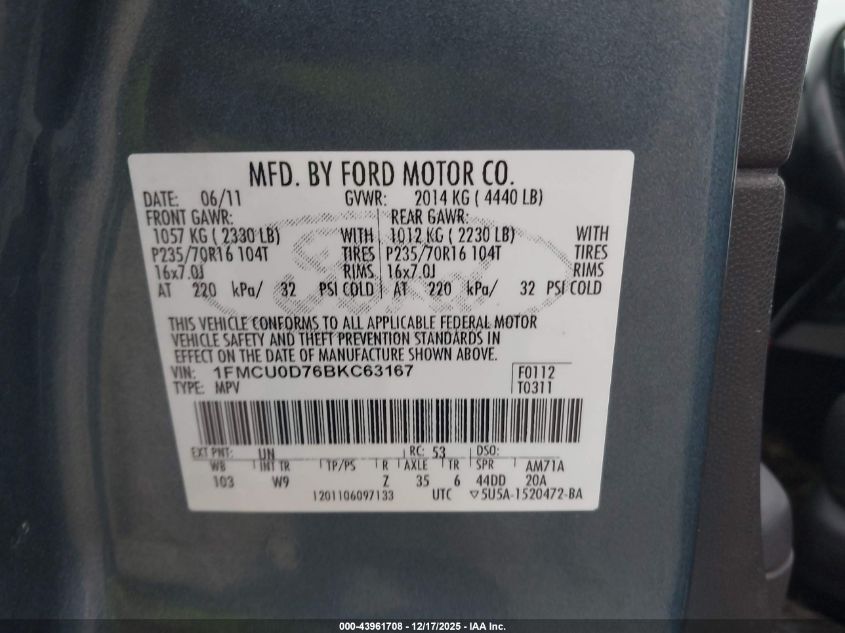 MFD. BY FORD MOTOR CO.
DATE: 06/11 GVWR: 2014 KG ( 4440 LB)
FRONT GAWR: REAR GAWR:
1057 KG ( 2330 LB) WITH 1012 KG ( 2230 LB) WITH
P235/70R16 104T TIRES P235/70R16 104T TIRES
16x7.0J RIMS 16x7.0J RIMS
AT 220 kPa/ 32 PSI COLD AT 220 kPa/ 32 PSI COLD
THIS VEHICLE CONFORMS TO ALL APPLICABLE FEDERAL MOTOR
VEHICLE SAFETY AND THEFT PREVENTION STANDARDS IN
EFFECT ON THE DATE OF MANUFACTURE SHOWN ABOVE.
VIN: 1FMCU0D76BKC63167 F0112
TYPE: MPV T0311
EXT PNT: UN RC: 53 DSO:
WB INT TR TP/PS R AXLE TR SPR AM71A
103 W9 Z 35 6 44DD 20A
1201106097133 UTC ▽5U5A-1520472-BA
000-43961708 - 12/17/2025 - IAA Inc.